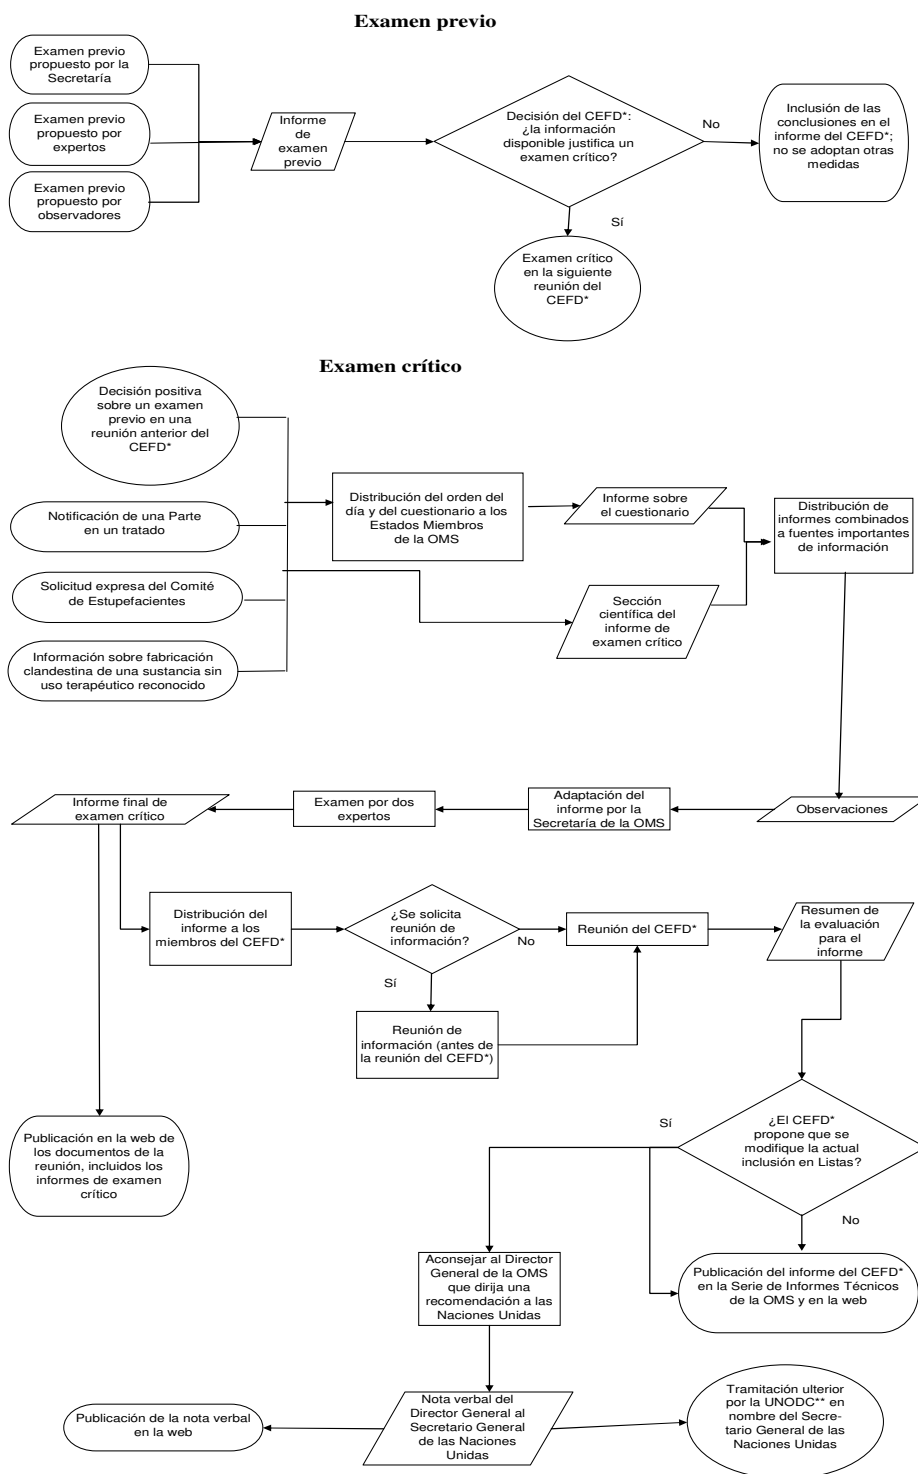 Examen previo
Examen previo
propuesto por la
Secretaría
Examen previo
propuesto por
expertos
Examen previo
propuesto por
observadores
Informe
de
examen
previo
Decisión del CEFD*:
¿la información
disponible justifica un
examen crítico?
No
Inclusión de las
conclusiones en el
informe del CEFD*;
no se adoptan otras
medidas
Sí
Examen crítico
en la siguiente
reunión del
CEFD*
Examen crítico
Decisión positiva
sobre un examen
previo en una
reunión anterior del
CEFD*
Notificación de una Parte
en un tratado
Solicitud expresa del Comité
de Estupefacientes
Información sobre fabricación
clandestina de una sustancia sin
uso terapéutico reconocido
Distribución del orden del
día y del cuestionario a los
Estados Miembros
de la OMS
Informe sobre
el cuestionario
Sección
científica del
informe de
examen crítico
Distribución de
informes combinados
a fuentes importantes
de información
Observaciones
Adaptación del
informe por la
Secretaría de la OMS
Examen por dos
expertos
Informe final de
examen crítico
Distribución del
informe a los
miembros del CEFD*
¿Se solicita
reunión de
información?
No
Sí
Reunión de
información (antes de
la reunión del CEFD*)
Reunión del CEFD*
Resumen de
la evaluación
para el
informe
Publicación en la web de
los documentos de la
reunión, incluidos los
informes de examen
crítico
¿El CEFD*
propone que se
modifique la actual
inclusión en Listas?
Sí
No
Aconsejar al Director
General de la OMS
que dirija una
recomendación a las
Naciones Unidas
Publicación del informe del CEFD*
en la Serie de Informes Técnicos
de la OMS y en la web
Nota verbal del
Director General al
Secretario General
de las Naciones
Unidas
Publicación de la nota verbal
en la web
Tramitación ulterior
por la UNODC** en
nombre del Secre-
tario General de las
Naciones Unidas